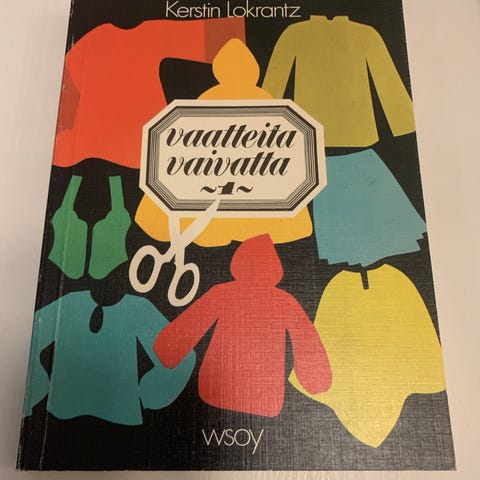 Kerstin Lokrantz
vaatteita
vaivatta
~1~
wsoy